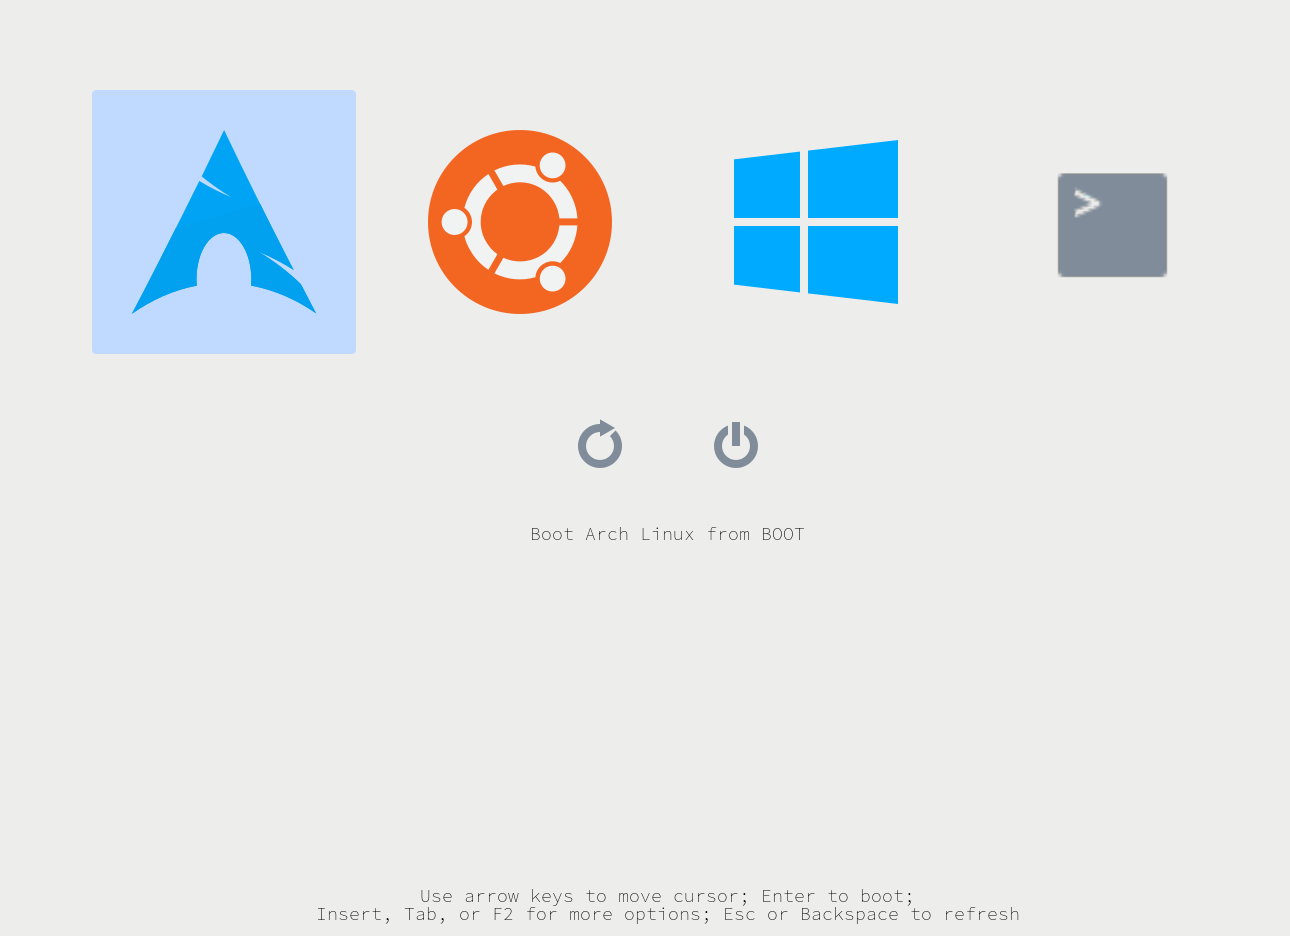 >
Boot Arch Linux from BOOT
Use arrow keys to move cursor; Enter to boot;
Insert, Tab, or F2 for more options; Esc or Backspace to refresh